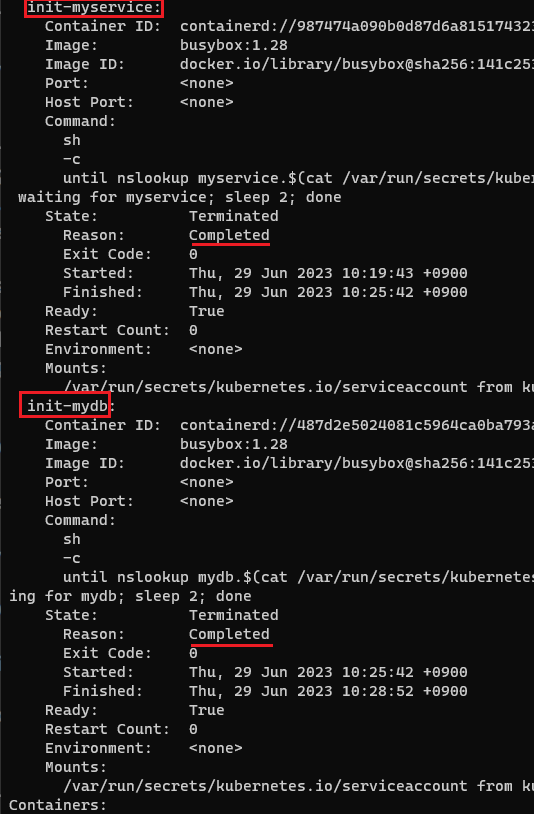 init-myservice:
Container ID: containerd://987474a090b0d87d6a815174323
Image: busybox:1.28
Image ID: docker.io/library/busybox@sha256:141c253
Port: <none>
Host Port: <none>
Command:
sh
-c
until nslookup myservice.$(cat /var/run/secrets/kuber
waiting for myservice; sleep 2; done
State: Terminated
Reason: Completed
Exit Code: 0
Started: Thu, 29 Jun 2023 10:19:43 +0900
Finished: Thu, 29 Jun 2023 10:25:42 +0900
Ready: True
Restart Count: 0
Environment: <none>
Mounts:
/var/run/secrets/kubernetes.io/serviceaccount from ku
init-mydb:
Container ID: containerd://487d2e5024081c5964ca0ba793a
Image: busybox:1.28
Image ID: docker.io/library/busybox@sha256:141c253
Port: <none>
Host Port: <none>
Command:
sh
-c
until nslookup mydb.$(cat /var/run/secrets/kubernetes
ing for mydb; sleep 2; done
State: Terminated
Reason: Completed
Exit Code: 0
Started: Thu, 29 Jun 2023 10:25:42 +0900
Finished: Thu, 29 Jun 2023 10:28:52 +0900
Ready: True
Restart Count: 0
Environment: <none>
Mounts:
/var/run/secrets/kubernetes.io/serviceaccount from ku
Containers: